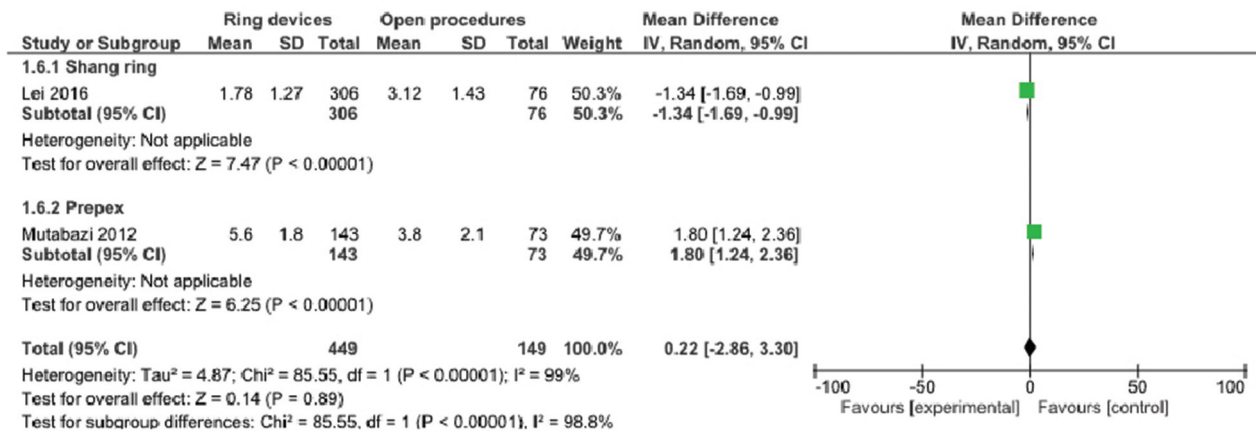 Ring devices Open procedures Mean Difference Mean Difference
Study or Subgroup Mean SD Total Mean SD Total Weight IV, Random, 95% CI IV, Random, 95% CI
1.6.1 Shang ring
Lei 2016 1.78 1.27 306 3.12 1.43 76 50.3% -1.34 [-1.69, -0.99]
Subtotal (95% CI) 306 76 50.3% -1.34 [-1.69, -0.99]
Heterogeneity: Not applicable
Test for overall effect: Z = 7.47 (P < 0.00001)
1.6.2 Prepex
Mutabazi 2012 5.6 1.8 143 3.8 2.1 73 49.7% 1.80 [1.24, 2.36]
Subtotal (95% CI) 143 73 49.7% 1.80 [1.24, 2.36]
Heterogeneity: Not applicable
Test for overall effect: Z = 6.25 (P < 0.00001)
Total (95% CI) 449 149 100.0% 0.22 [-2.86, 3.30]
Heterogeneity: Tau² = 4.87; Chi² = 85.55, df = 1 (P < 0.00001); I² = 99%
Test for overall effect: Z = 0.14 (P = 0.89)
Test for subgroup differences: Chi² = 85.55, df = 1 (P < 0.00001), I² = 98.8%
-100 -50 0 50 100
Favours [experimental] Favours [control]